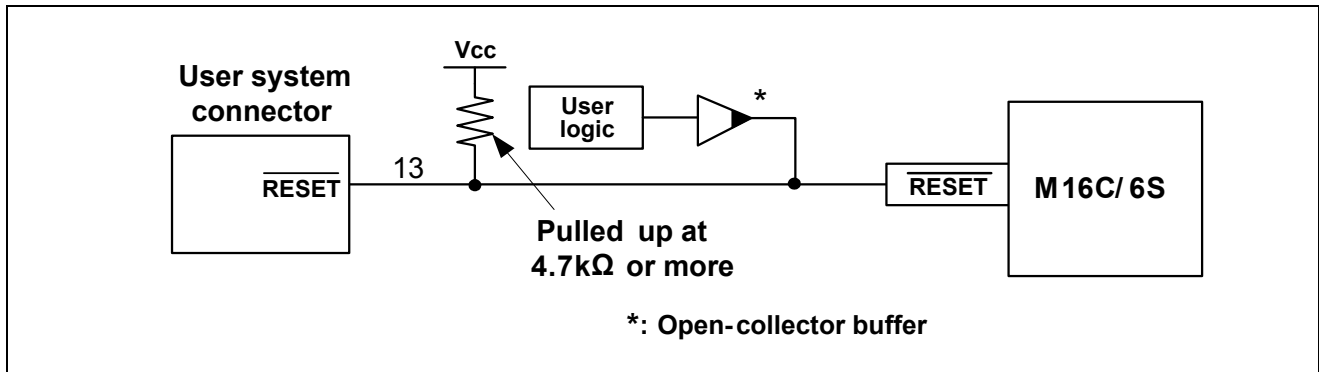 Vcc
User system
connector
User
logic
*
RESET
13
RESET
M16C/6S
Pulled up at
4.7kΩ or more
*: Open-collector buffer